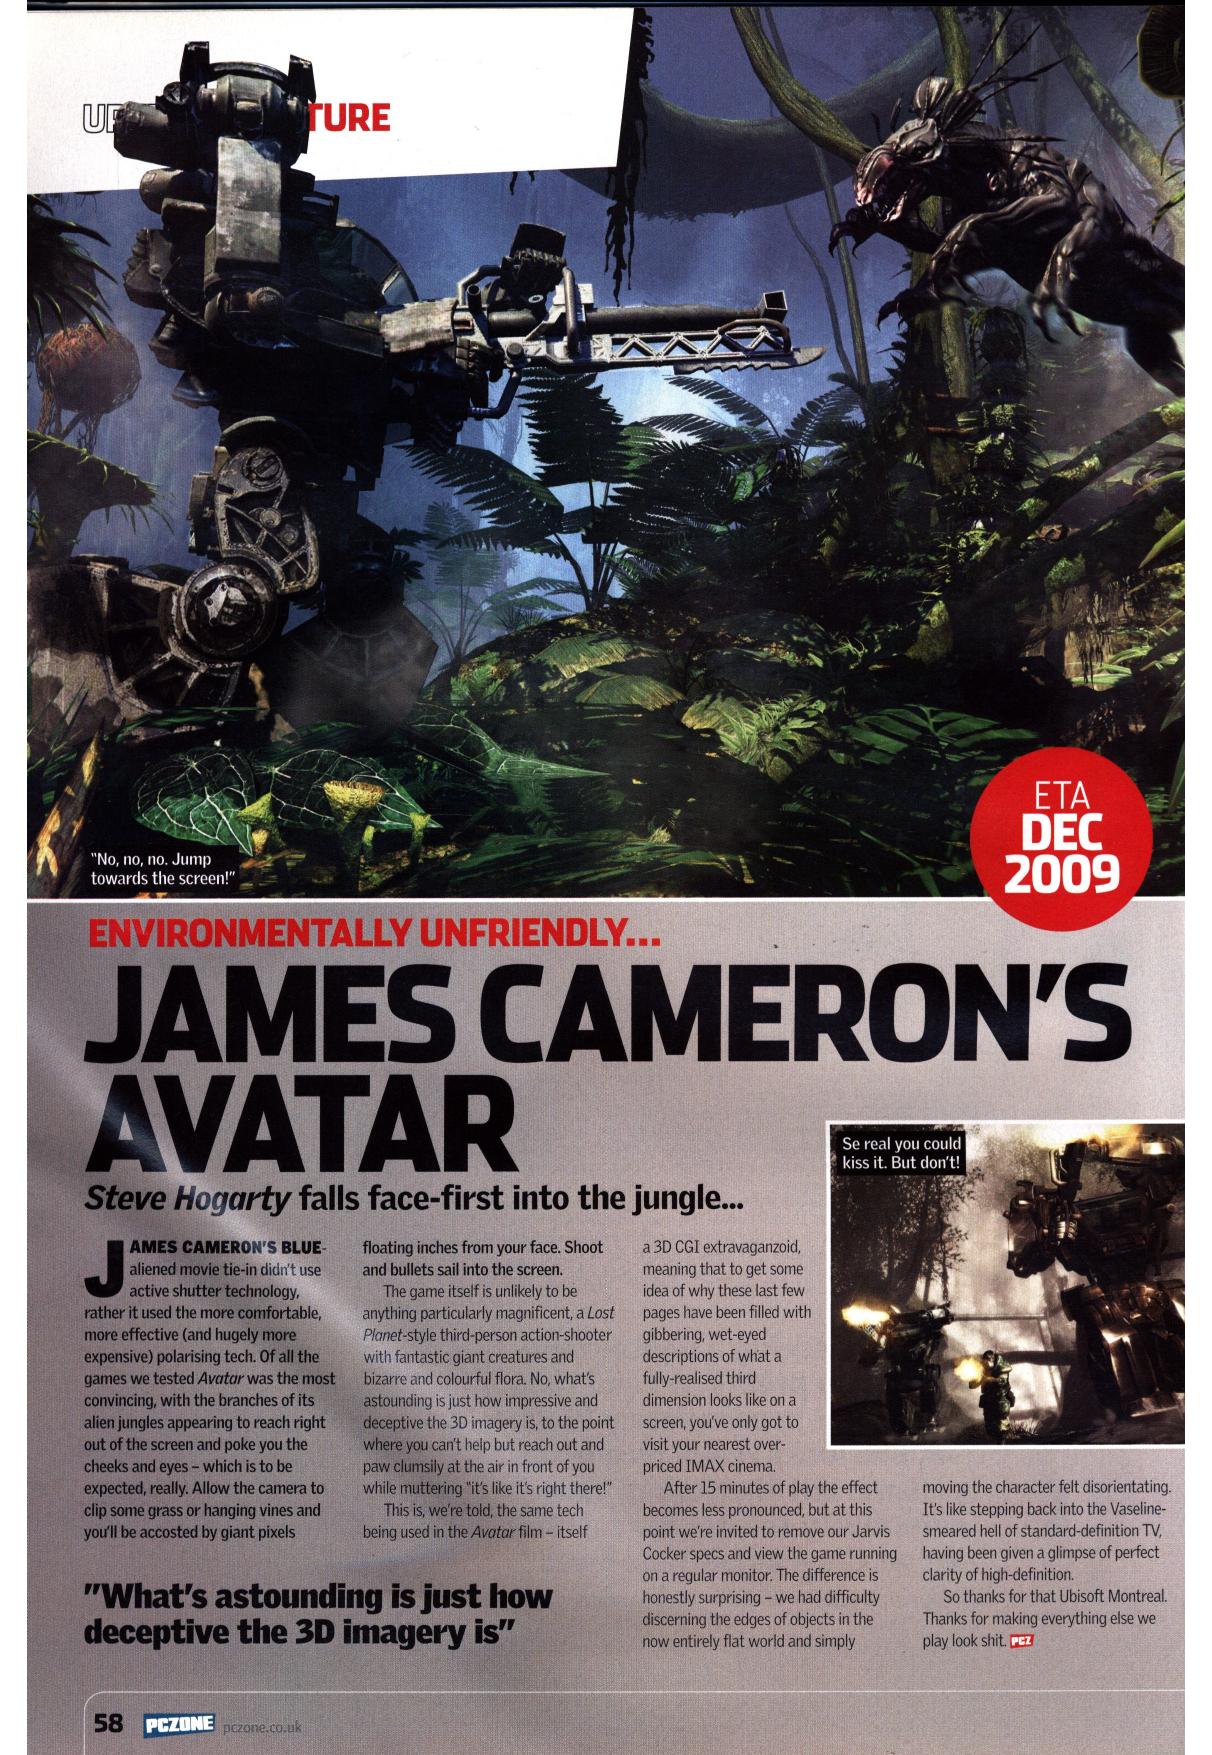 TURE
"No, no, no. Jump
towards the screen!"
ETA
DEC
2009
ENVIRONMENTALLY UNFRIENDLY...
JAMES CAMERON'S
AVATAR
Steve Hogarty falls face-first into the jungle...
JAMES CAMERON'S BLUE-
aliened movie tie-in didn't use
active shutter technology,
rather it used the more comfortable,
more effective (and hugely more
expensive) polarising tech. Of all the
games we tested Avatar was the most
convincing, with the branches of its
alien jungles appearing to reach right
out of the screen and poke you the
cheeks and eyes – which is to be
expected, really. Allow the camera to
clip some grass or hanging vines and
you'll be accosted by giant pixels
floating inches from your face. Shoot
and bullets sail into the screen.
The game itself is unlikely to be
anything particularly magnificent, a Lost
Planet-style third-person action-shooter
with fantastic giant creatures and
bizarre and colourful flora. No, what's
astounding is just how impressive and
deceptive the 3D imagery is, to the point
where you can't help but reach out and
paw clumsily at the air in front of you
while muttering "it's like it's right there!"
This is, we're told, the same tech
being used in the Avatar film – itself
"What's astounding is just how
deceptive the 3D imagery is"
a 3D CGI extravaganzoid,
meaning that to get some
idea of why these last few
pages have been filled with
gibbering, wet-eyed
descriptions of what a
fully-realised third
dimension looks like on a
screen, you've only got to
visit your nearest over-
priced IMAX cinema.
After 15 minutes of play the effect
becomes less pronounced, but at this
point we're invited to remove our Jarvis
Cocker specs and view the game running
on a regular monitor. The difference is
honestly surprising – we had difficulty
discerning the edges of objects in the
now entirely flat world and simply
Se real you could
kiss it. But don't!
moving the character felt disorientating.
It's like stepping back into the Vaseline-
smeared hell of standard-definition TV,
having been given a glimpse of perfect
clarity of high-definition.
So thanks for that Ubisoft Montreal.
Thanks for making everything else we
play look shit. PCZ
58 PCZONE pczone.co.uk